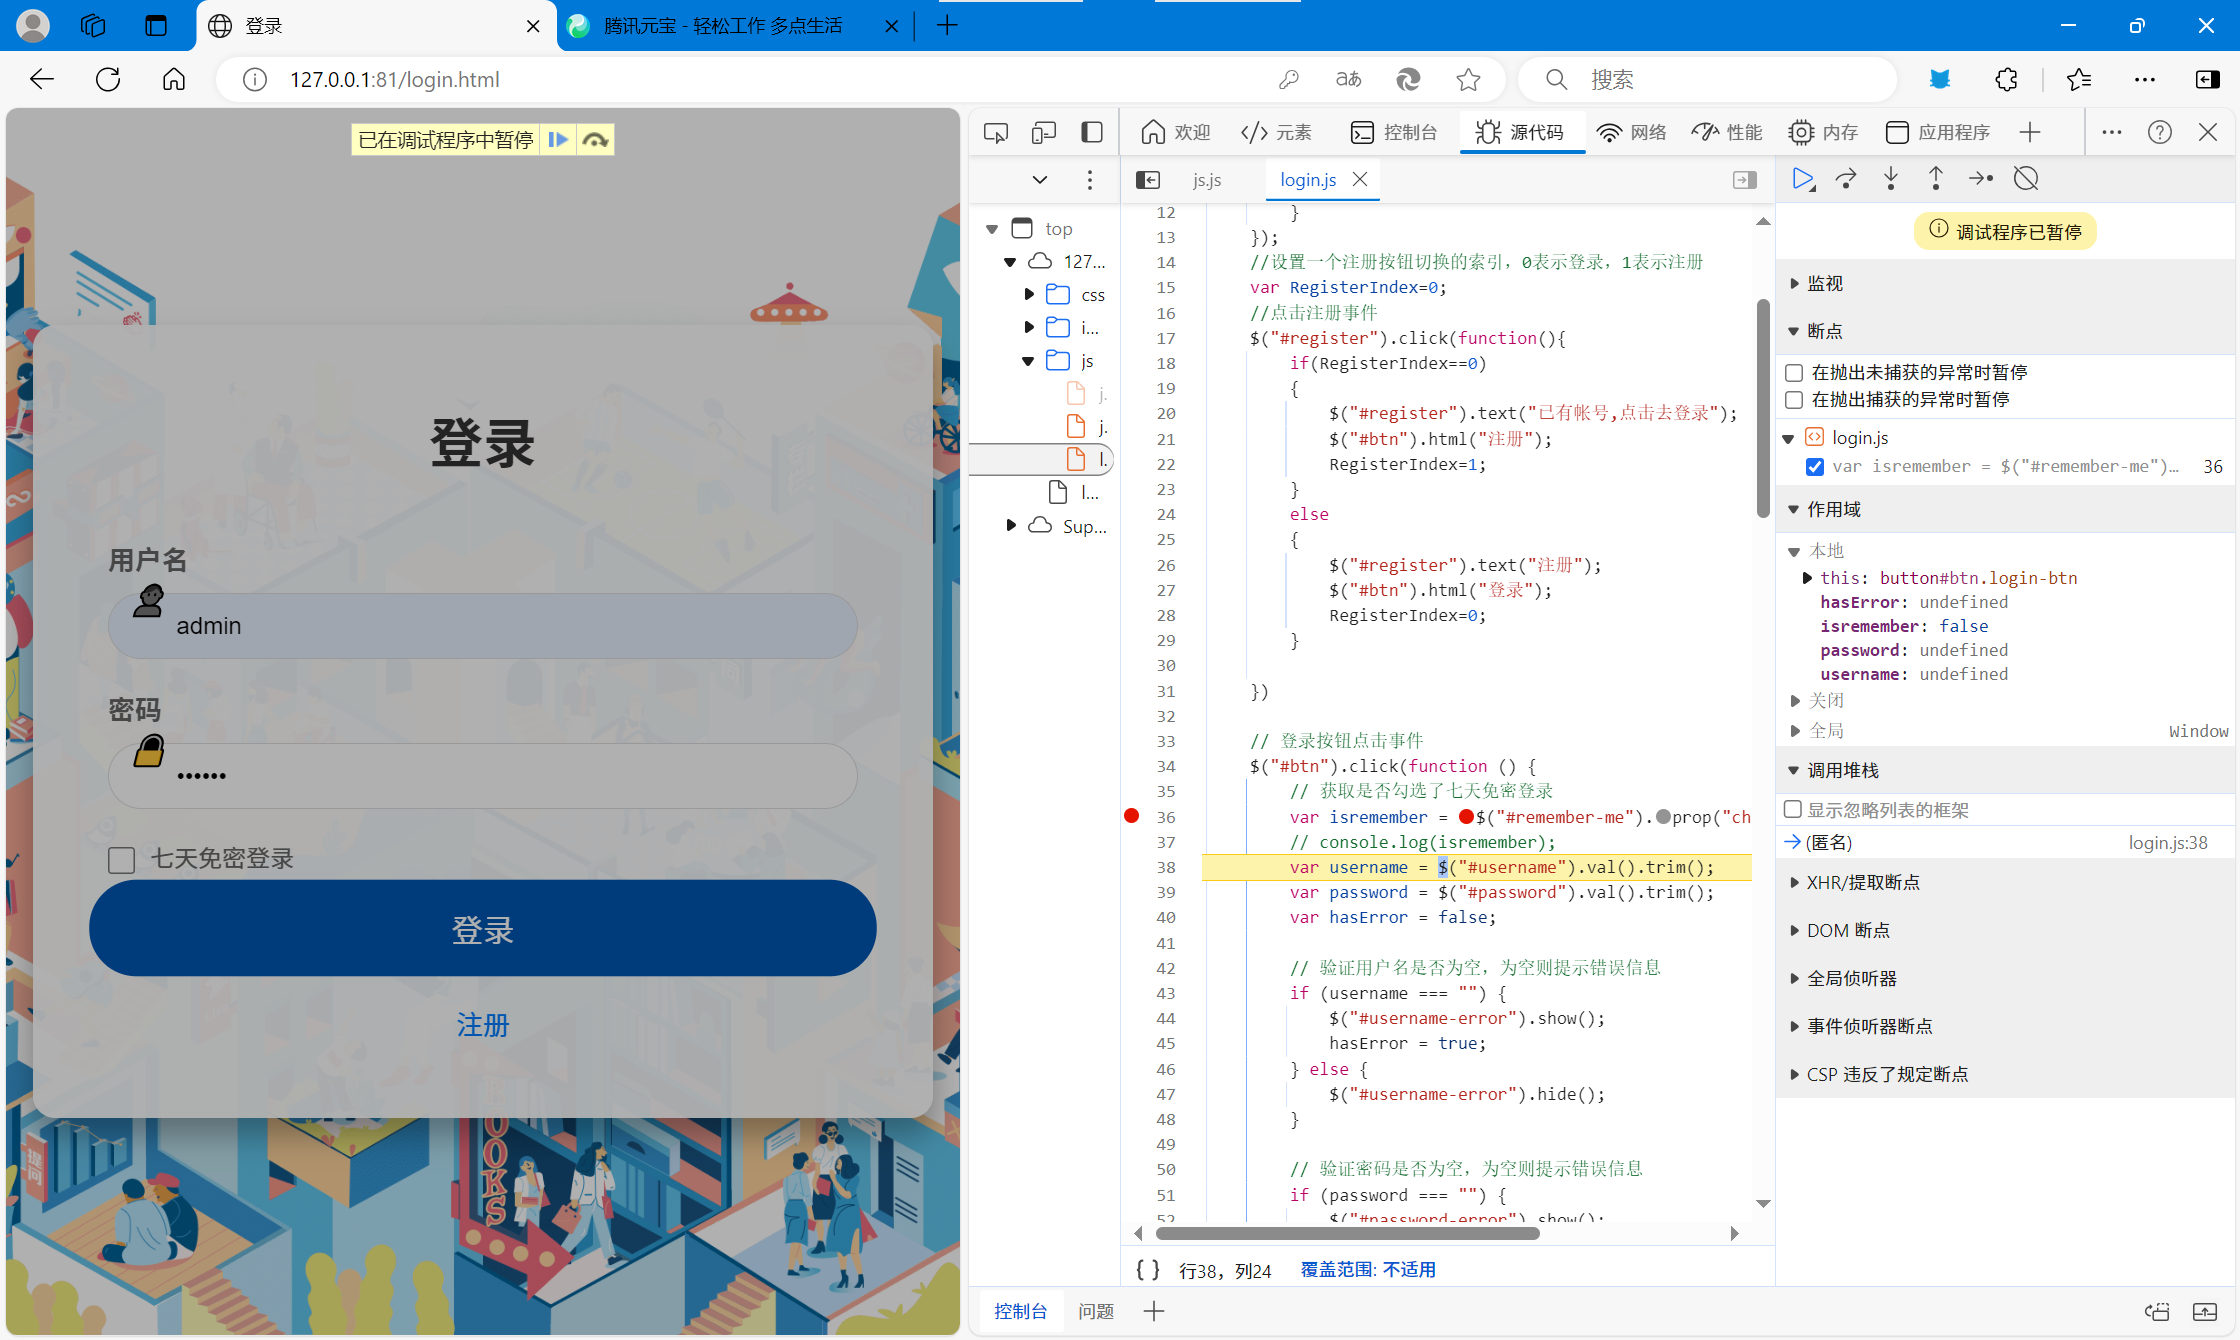 登录
腾讯元宝 - 轻松工作 多点生活
127.0.0.1:81/login.html
aあ
搜索
已在调试程序中暂停
登录
用户名
admin
密码
••••••
七天免密登录
登录
注册
提问
BOOKS
欢迎
元素
控制台
源代码
网络
性能
内存
应用程序
js.js
login.js
top
127...
css
i...
js
j.
j.
l.
l...
Sup...
12 }
13 });
14 //设置一个注册按钮切换的索引，0表示登录，1表示注册
15 var RegisterIndex=0;
16 //点击注册事件
17 $("#register").click(function(){
18 if(RegisterIndex==0)
19 {
20 $("#register").text("已有帐号,点击去登录");
21 $("#btn").html("注册");
22 RegisterIndex=1;
23 }
24 else
25 {
26 $("#register").text("注册");
27 $("#btn").html("登录");
28 RegisterIndex=0;
29 }
30
31 })
32
33 // 登录按钮点击事件
34 $("#btn").click(function () {
35 // 获取是否勾选了七天免密登录
36 var isremember = $("#remember-me").prop("ch
37 // console.log(isremember);
38 var username = $("#username").val().trim();
39 var password = $("#password").val().trim();
40 var hasError = false;
41
42 // 验证用户名是否为空，为空则提示错误信息
43 if (username === "") {
44 $("#username-error").show();
45 hasError = true;
46 } else {
47 $("#username-error").hide();
48 }
49
50 // 验证密码是否为空，为空则提示错误信息
51 if (password === "") {
52 $("#password-error").show();
{ } 行38，列24 覆盖范围: 不适用
调试程序已暂停
监视
断点
在抛出未捕获的异常时暂停
在抛出捕获的异常时暂停
login.js
var isremember = $("#remember-me")... 36
作用域
本地
this: button#btn.login-btn
hasError: undefined
isremember: false
password: undefined
username: undefined
关闭
全局 Window
调用堆栈
显示忽略列表的框架
(匿名) login.js:38
XHR/提取断点
DOM 断点
全局侦听器
事件侦听器断点
CSP 违反了规定断点
控制台
问题